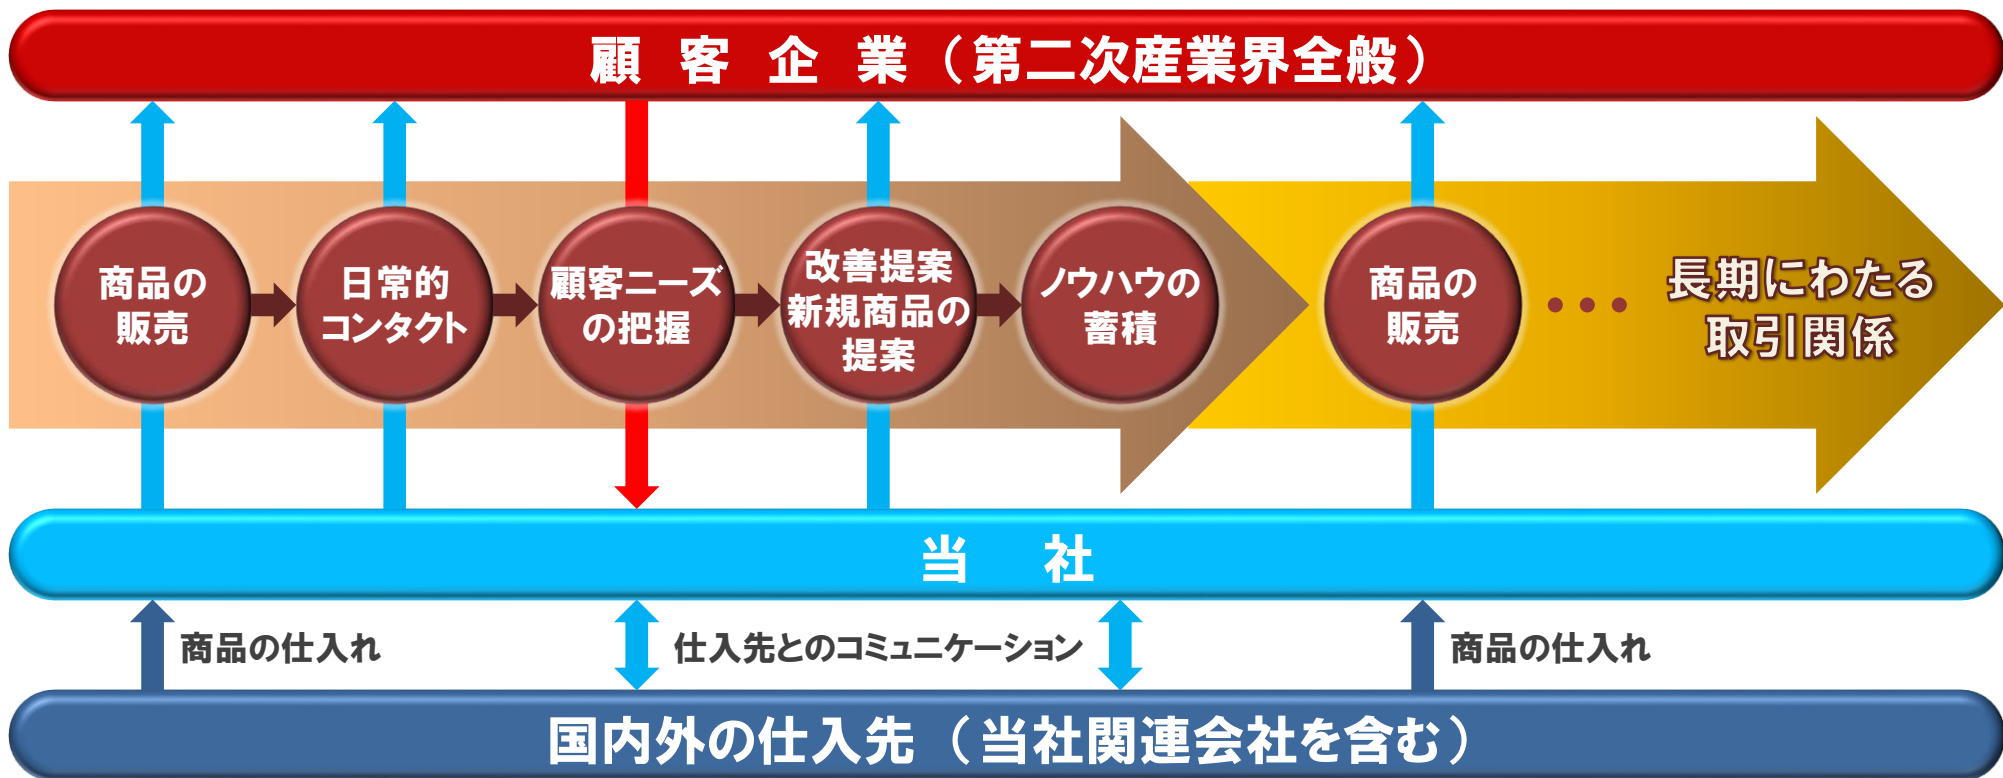 顧客企業（第二次産業界全般）
商品の
販売
日常的
コンタクト
顧客ニーズ
の把握
改善提案
新規商品の
提案
ノウハウの
蓄積
商品の
販売
・・・
長期にわたる
取引関係
当社
商品の仕入れ
仕入先とのコミュニケーション
商品の仕入れ
国内外の仕入先（当社関連会社を含む）